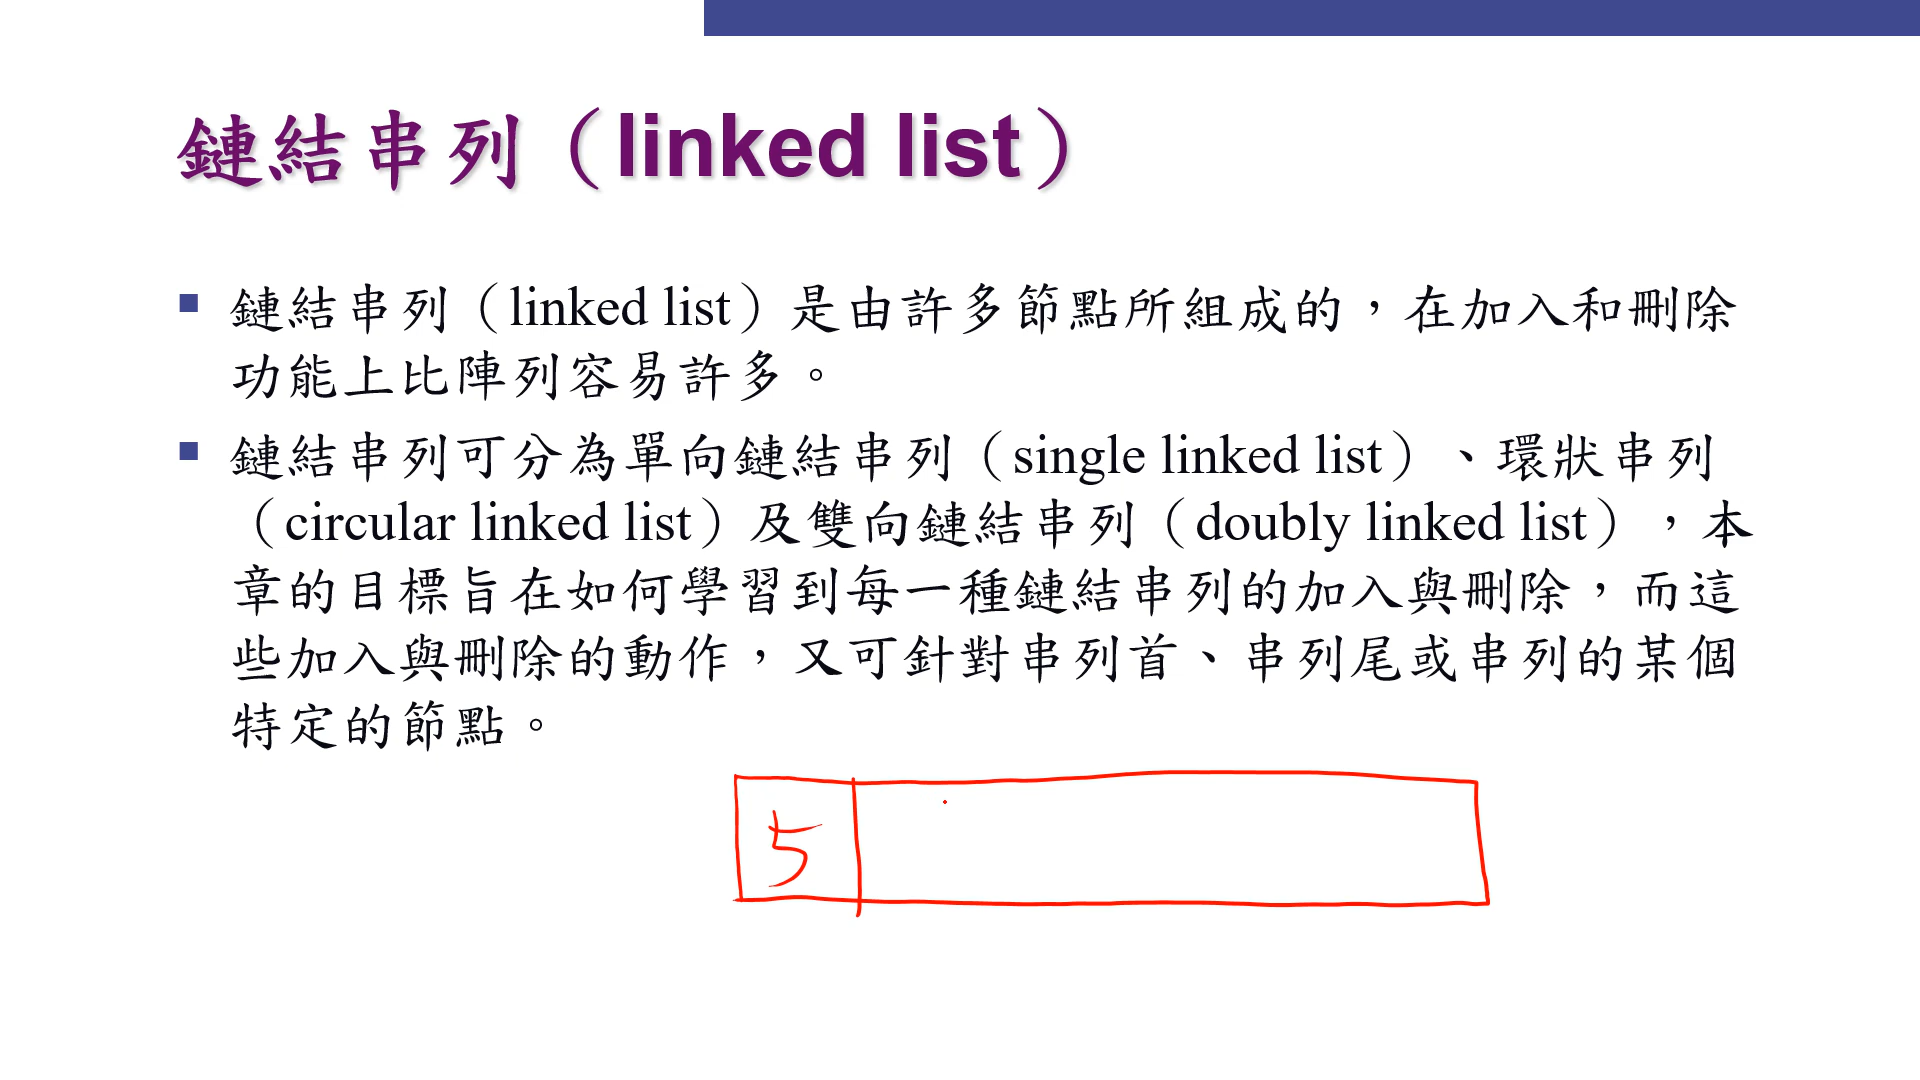 鏈結串列（linked list）
鏈結串列（linked list）是由許多節點所組成的，在加入和刪除
功能上比陣列容易許多。
鏈結串列可分為單向鏈結串列（single linked list）、環狀串列
（circular linked list）及雙向鏈結串列（doubly linked list），本
章的目標旨在如何學習到每一種鏈結串列的加入與刪除，而這
些加入與刪除的動作，又可針對串列首、串列尾或串列的某個
特定的節點。
5